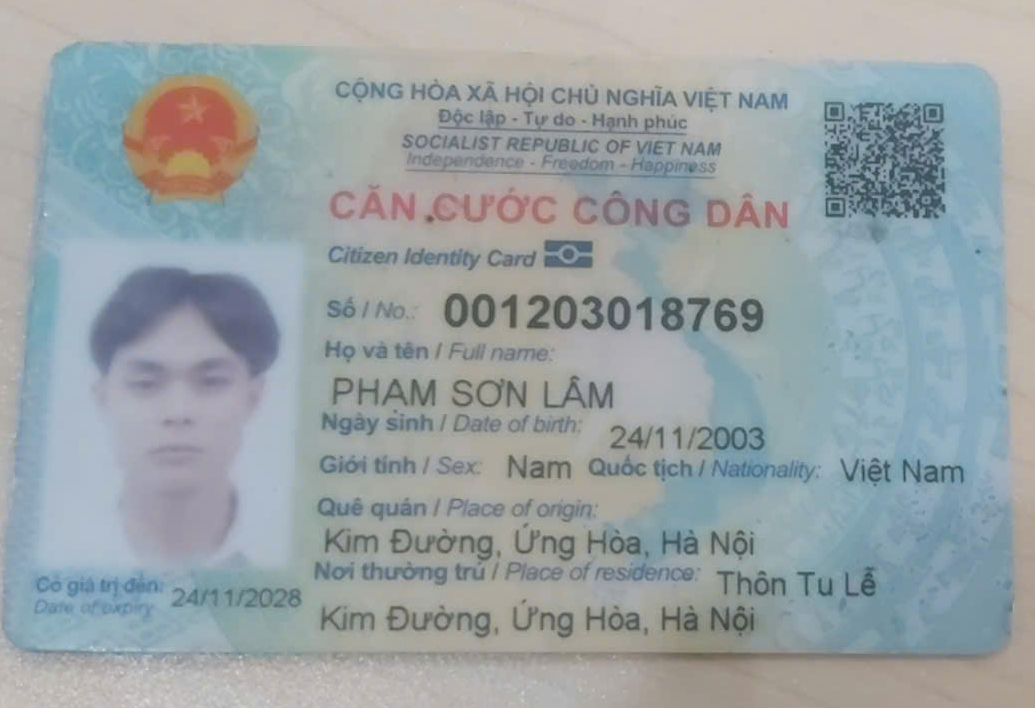 CỘNG HÒA XÃ HỘI CHỦ NGHĨA VIỆT NAM
Độc lập - Tự do - Hạnh phúc
SOCIALIST REPUBLIC OF VIET NAM
Independence - Freedom - Happiness
CĂN CƯỚC CÔNG DÂN
Citizen Identity Card
Số / No.: 001203018769
Họ và tên / Full name:
PHẠM SƠN LÂM
Ngày sinh / Date of birth: 24/11/2003
Giới tính / Sex: Nam Quốc tịch / Nationality: Việt Nam
Quê quán / Place of origin:
Kim Đường, Ứng Hòa, Hà Nội
Nơi thường trú / Place of residence: Thôn Tu Lễ
Kim Đường, Ứng Hòa, Hà Nội
Có giá trị đến: 24/11/2028
Date of expiry